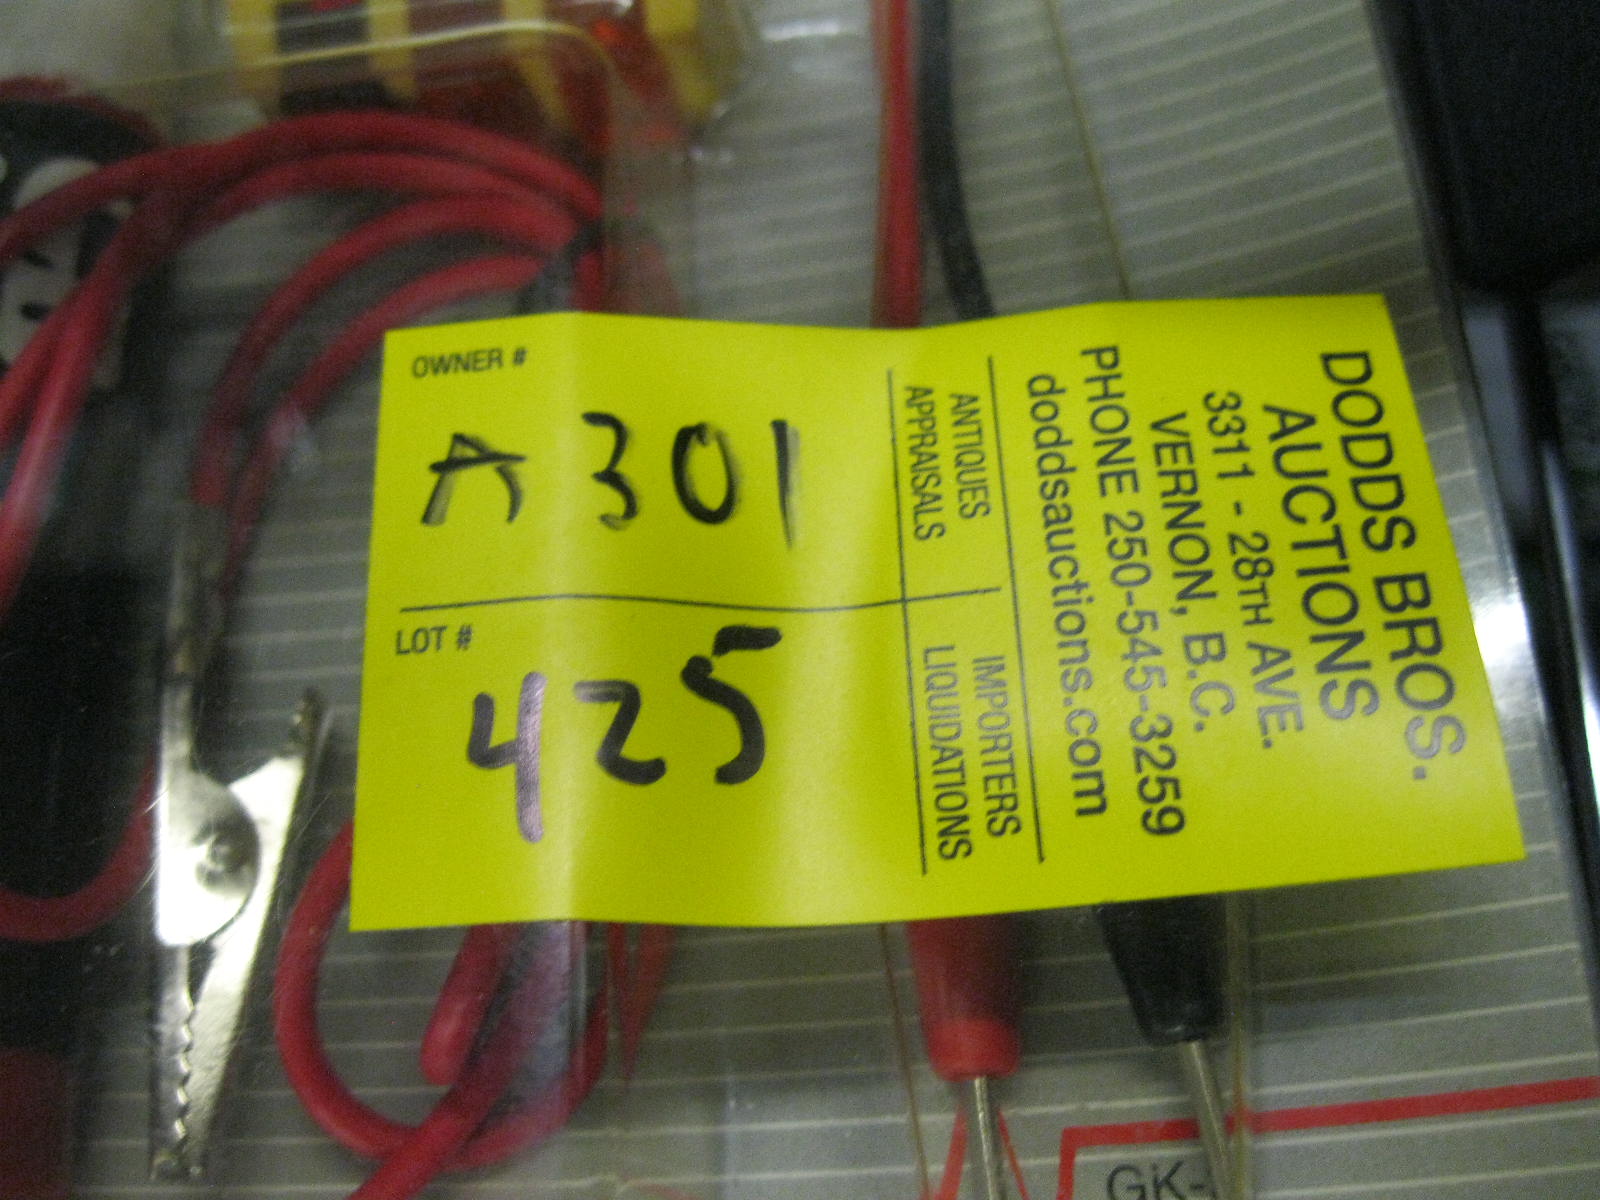 OWNER #
A301
LOT #
425
DODDS BROS.
AUCTIONS
3311 - 28TH AVE.
VERNON, B.C.
PHONE 250-545-3259
doddsauctions.com
ANTIQUES
APPRAISALS
IMPORTERS
LIQUIDATIONS
GK-